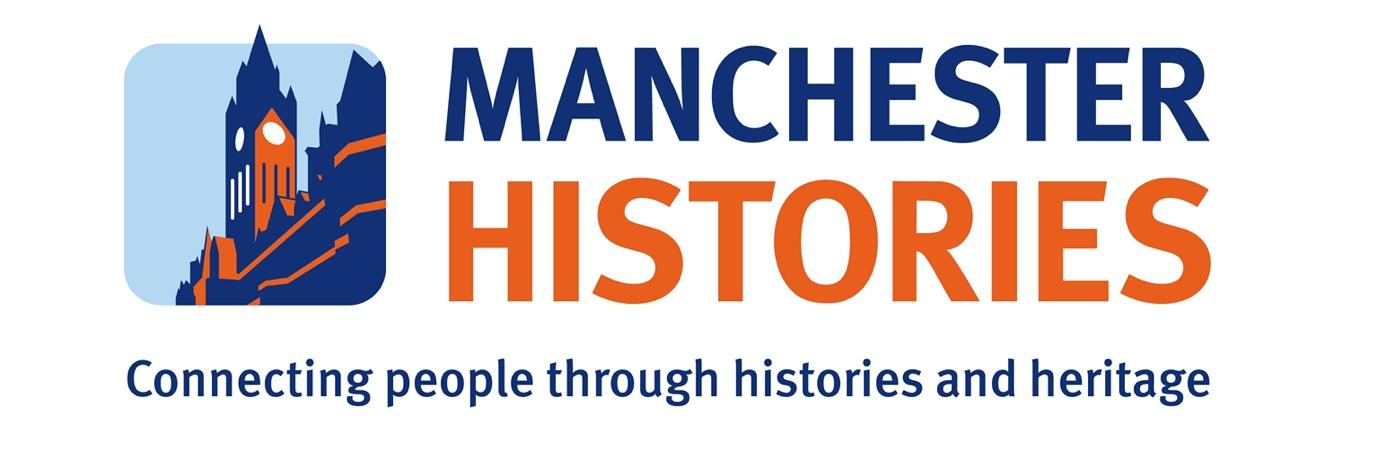 MANCHESTER
HISTORIES
Connecting people through histories and heritage